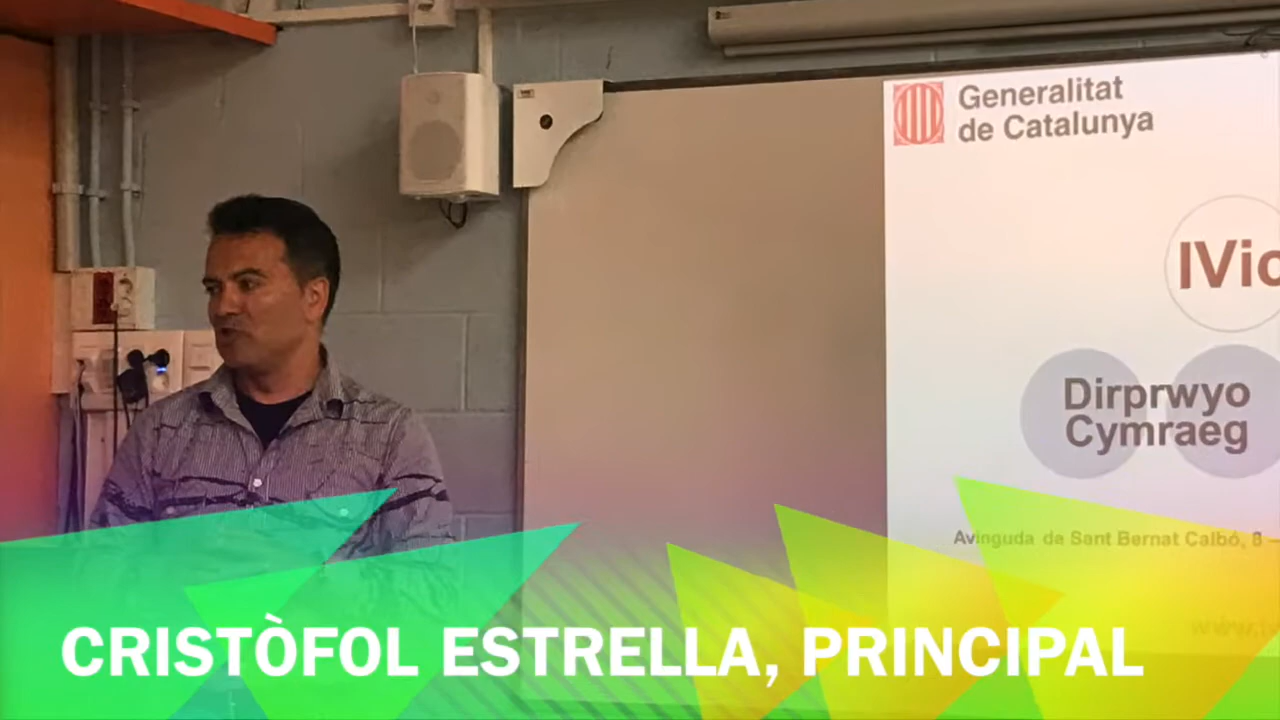 Generalitat
de Catalunya
IVic
Dirprwyo
Cymraeg
Avinguda de Sant Bernat Calbó, 8 –
CRISTÒFOL ESTRELLA, PRINCIPAL